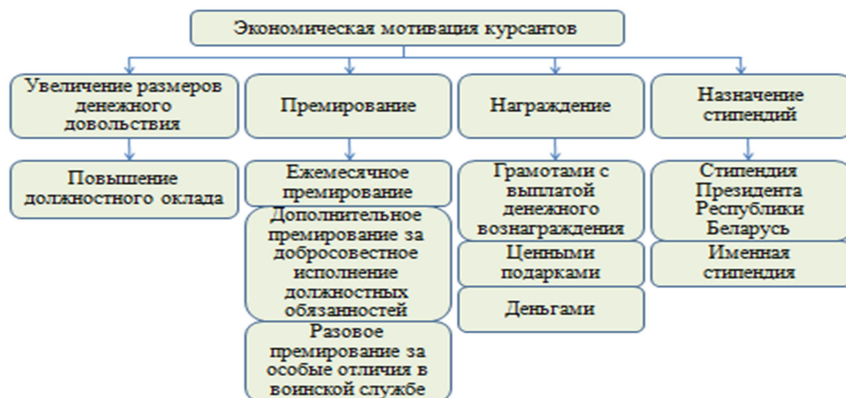 Экономическая мотивация курсантов
Увеличение размеров
денежного
довольствия
Премирование
Награждение
Назначение
стипендий
Повышение
должностного оклада
Ежемесячное
премирование
Дополнительное
премирование за
добросовестное
исполнение
должностных
обязанностей
Разовое
премирование за
особые отличия в
воинской службе
Грамотами с
выплатой
денежного
вознаграждения
Ценными
подарками
Деньгами
Стипендия
Президента
Республики
Беларусь
Именная
стипендия